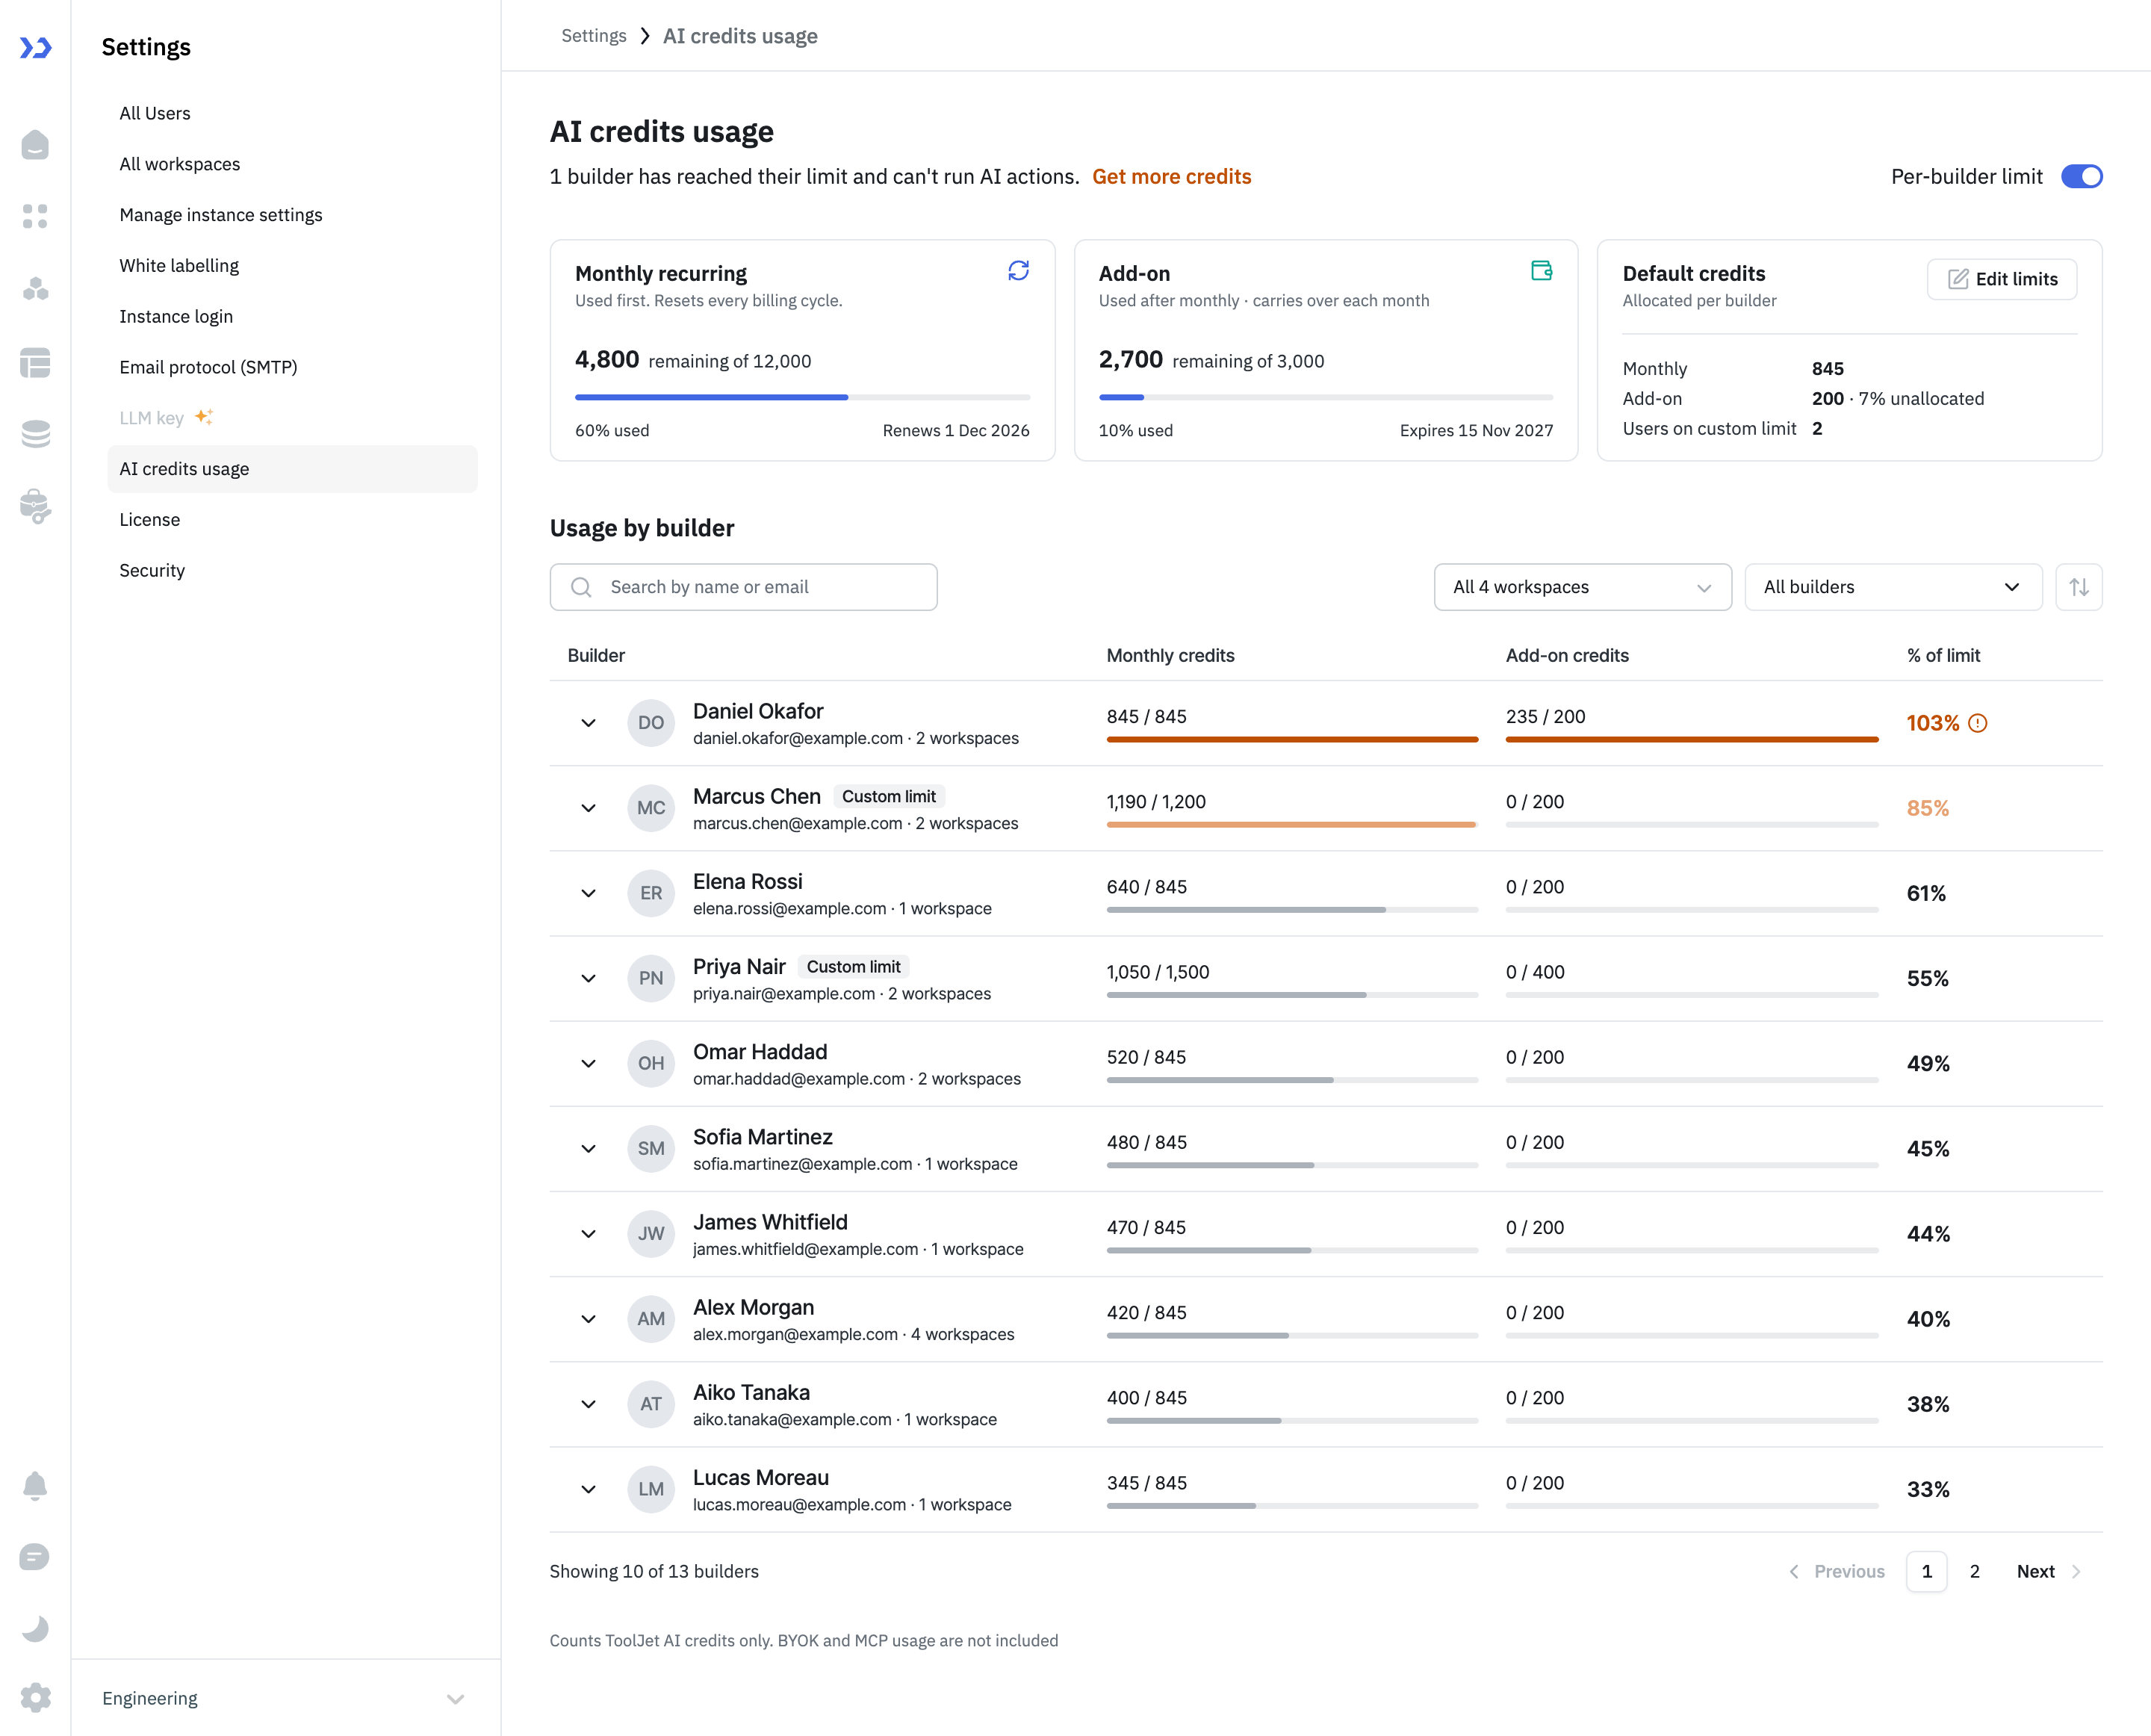 Settings
All Users
All workspaces
Manage instance settings
White labelling
Instance login
Email protocol (SMTP)
LLM key
AI credits usage
License
Security
Engineering
Settings
AI credits usage
AI credits usage
1 builder has reached their limit and can't run AI actions. Get more credits
Per-builder limit
Monthly recurring
Used first. Resets every billing cycle.
4,800 remaining of 12,000
60% used
Renews 1 Dec 2026
Add-on
Used after monthly · carries over each month
2,700 remaining of 3,000
10% used
Expires 15 Nov 2027
Default credits
Allocated per builder
Edit limits
Monthly 845
Add-on 200 · 7% unallocated
Users on custom limit 2
Usage by builder
Search by name or email
All 4 workspaces
All builders
Builder Monthly credits Add-on credits % of limit
DO
Daniel Okafor
daniel.okafor@example.com · 2 workspaces
845 / 845
235 / 200
103%
MC
Marcus Chen Custom limit
marcus.chen@example.com · 2 workspaces
1,190 / 1,200
0 / 200
85%
ER
Elena Rossi
elena.rossi@example.com · 1 workspace
640 / 845
0 / 200
61%
PN
Priya Nair Custom limit
priya.nair@example.com · 2 workspaces
1,050 / 1,500
0 / 400
55%
OH
Omar Haddad
omar.haddad@example.com · 2 workspaces
520 / 845
0 / 200
49%
SM
Sofia Martinez
sofia.martinez@example.com · 1 workspace
480 / 845
0 / 200
45%
JW
James Whitfield
james.whitfield@example.com · 1 workspace
470 / 845
0 / 200
44%
AM
Alex Morgan
alex.morgan@example.com · 4 workspaces
420 / 845
0 / 200
40%
AT
Aiko Tanaka
aiko.tanaka@example.com · 1 workspace
400 / 845
0 / 200
38%
LM
Lucas Moreau
lucas.moreau@example.com · 1 workspace
345 / 845
0 / 200
33%
Showing 10 of 13 builders
Previous 1 2 Next
Counts ToolJet AI credits only. BYOK and MCP usage are not included